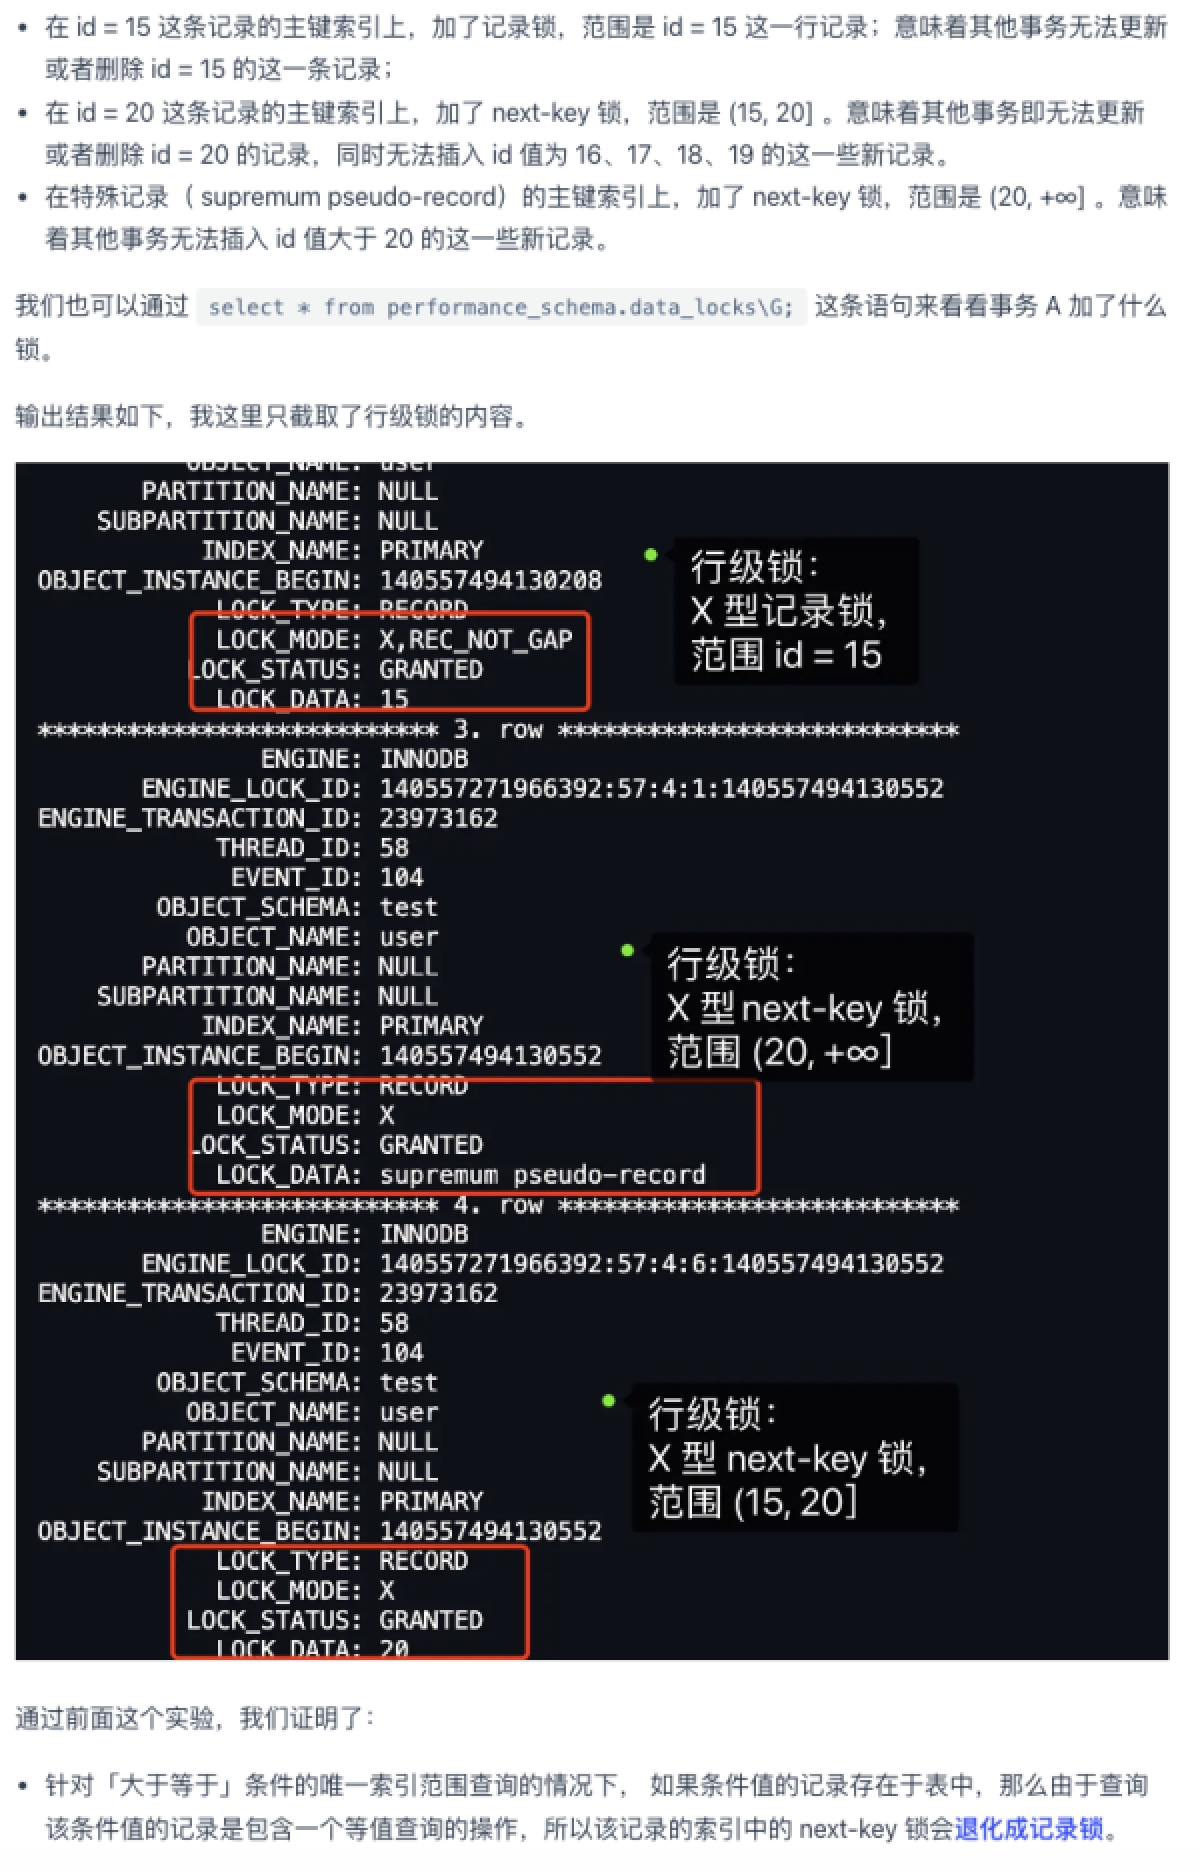 • 在 id = 15 这条记录的主键索引上，加了记录锁，范围是 id = 15 这一行记录；意味着其他事务无法更新
或者删除 id = 15 的这一条记录；
• 在 id = 20 这条记录的主键索引上，加了 next-key 锁，范围是 (15, 20] 。意味着其他事务即无法更新
或者删除 id = 20 的记录，同时无法插入 id 值为 16、17、18、19 的这一些新记录。
• 在特殊记录（ supremum pseudo-record）的主键索引上，加了 next-key 锁，范围是 (20, +∞] 。意味
着其他事务无法插入 id 值大于 20 的这一些新记录。
我们也可以通过 select * from performance_schema.data_locks\G; 这条语句来看看事务 A 加了什么
锁。
输出结果如下，我这里只截取了行级锁的内容。
OBJECT_NAME: user
PARTITION_NAME: NULL
SUBPARTITION_NAME: NULL
INDEX_NAME: PRIMARY
OBJECT_INSTANCE_BEGIN: 140557494130208
LOCK_TYPE: RECORD
LOCK_MODE: X,REC_NOT_GAP
LOCK_STATUS: GRANTED
LOCK_DATA: 15
行级锁：
X 型记录锁，
范围 id = 15
*************************** 3. row ***************************
ENGINE: INNODB
ENGINE_LOCK_ID: 140557271966392:57:4:1:140557494130552
ENGINE_TRANSACTION_ID: 23973162
THREAD_ID: 58
EVENT_ID: 104
OBJECT_SCHEMA: test
OBJECT_NAME: user
PARTITION_NAME: NULL
SUBPARTITION_NAME: NULL
INDEX_NAME: PRIMARY
OBJECT_INSTANCE_BEGIN: 140557494130552
LOCK_TYPE: RECORD
LOCK_MODE: X
LOCK_STATUS: GRANTED
LOCK_DATA: supremum pseudo-record
行级锁：
X 型 next-key 锁，
范围 (20, +∞]
*************************** 4. row ***************************
ENGINE: INNODB
ENGINE_LOCK_ID: 140557271966392:57:4:6:140557494130552
ENGINE_TRANSACTION_ID: 23973162
THREAD_ID: 58
EVENT_ID: 104
OBJECT_SCHEMA: test
OBJECT_NAME: user
PARTITION_NAME: NULL
SUBPARTITION_NAME: NULL
INDEX_NAME: PRIMARY
OBJECT_INSTANCE_BEGIN: 140557494130552
LOCK_TYPE: RECORD
LOCK_MODE: X
LOCK_STATUS: GRANTED
LOCK_DATA: 20
行级锁：
X 型 next-key 锁，
范围 (15, 20]
通过前面这个实验，我们证明了：
• 针对「大于等于」条件的唯一索引范围查询的情况下， 如果条件值的记录存在于表中，那么由于查询
该条件值的记录是包含一个等值查询的操作，所以该记录的索引中的 next-key 锁会退化成记录锁。